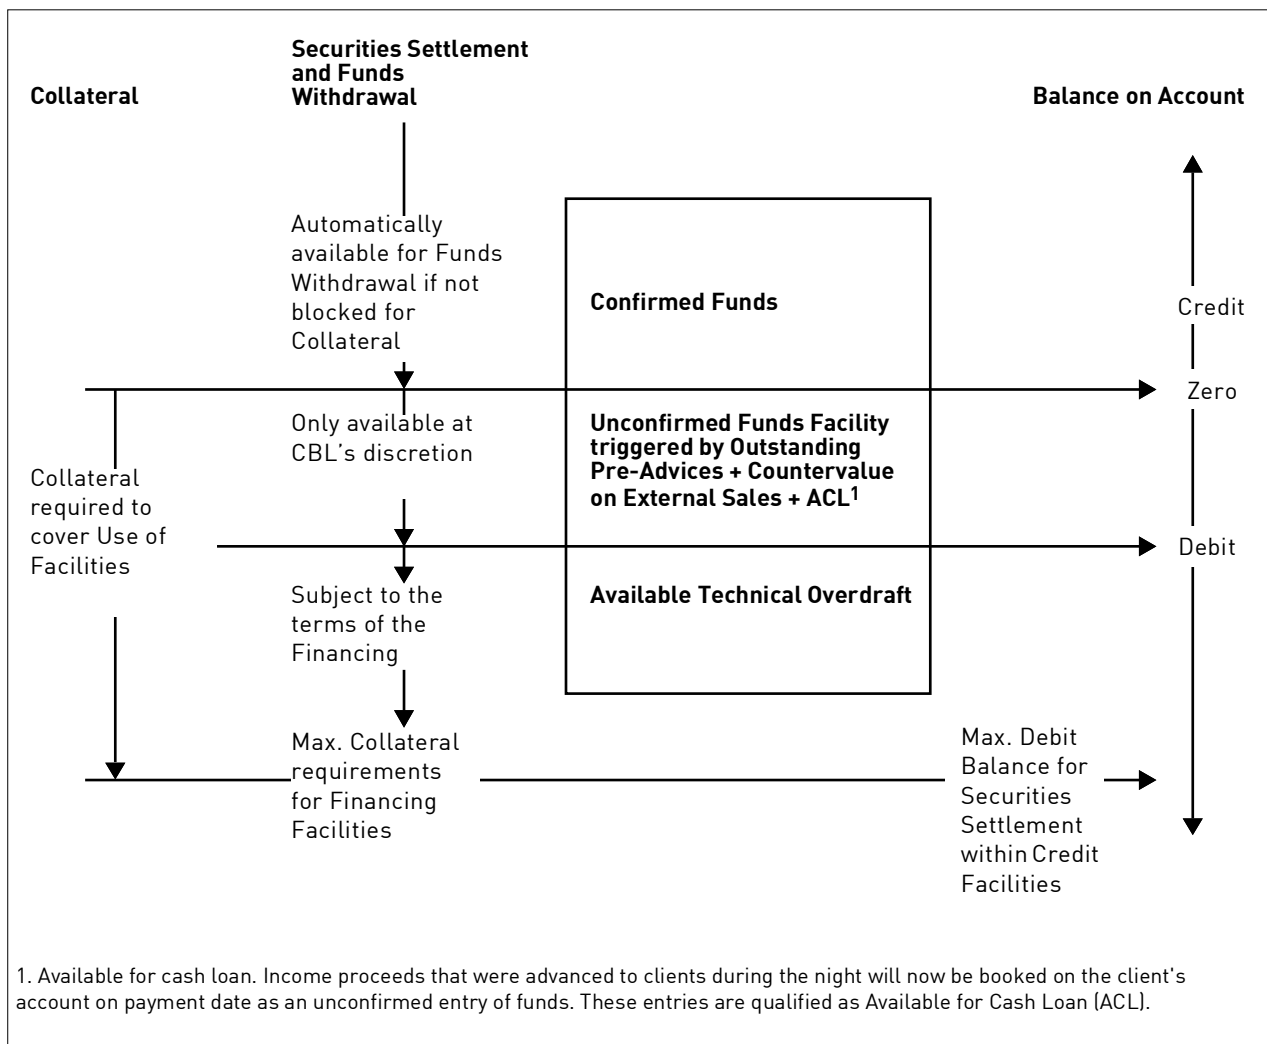 Collateral
Securities Settlement
and Funds
Withdrawal
Balance on Account
Automatically
available for Funds
Withdrawal if not
blocked for
Collateral
Confirmed Funds
Credit
Zero
Only available at
CBL's discretion
Unconfirmed Funds Facility
triggered by Outstanding
Pre-Advices + Countervalue
on External Sales + ACL1
Collateral
required to
cover Use of
Facilities
Debit
Subject to the
terms of the
Financing
Available Technical Overdraft
Max. Collateral
requirements
for Financing
Facilities
Max. Debit
Balance for
Securities
Settlement
within Credit
Facilities
1. Available for cash loan. Income proceeds that were advanced to clients during the night will now be booked on the client's
account on payment date as an unconfirmed entry of funds. These entries are qualified as Available for Cash Loan (ACL).